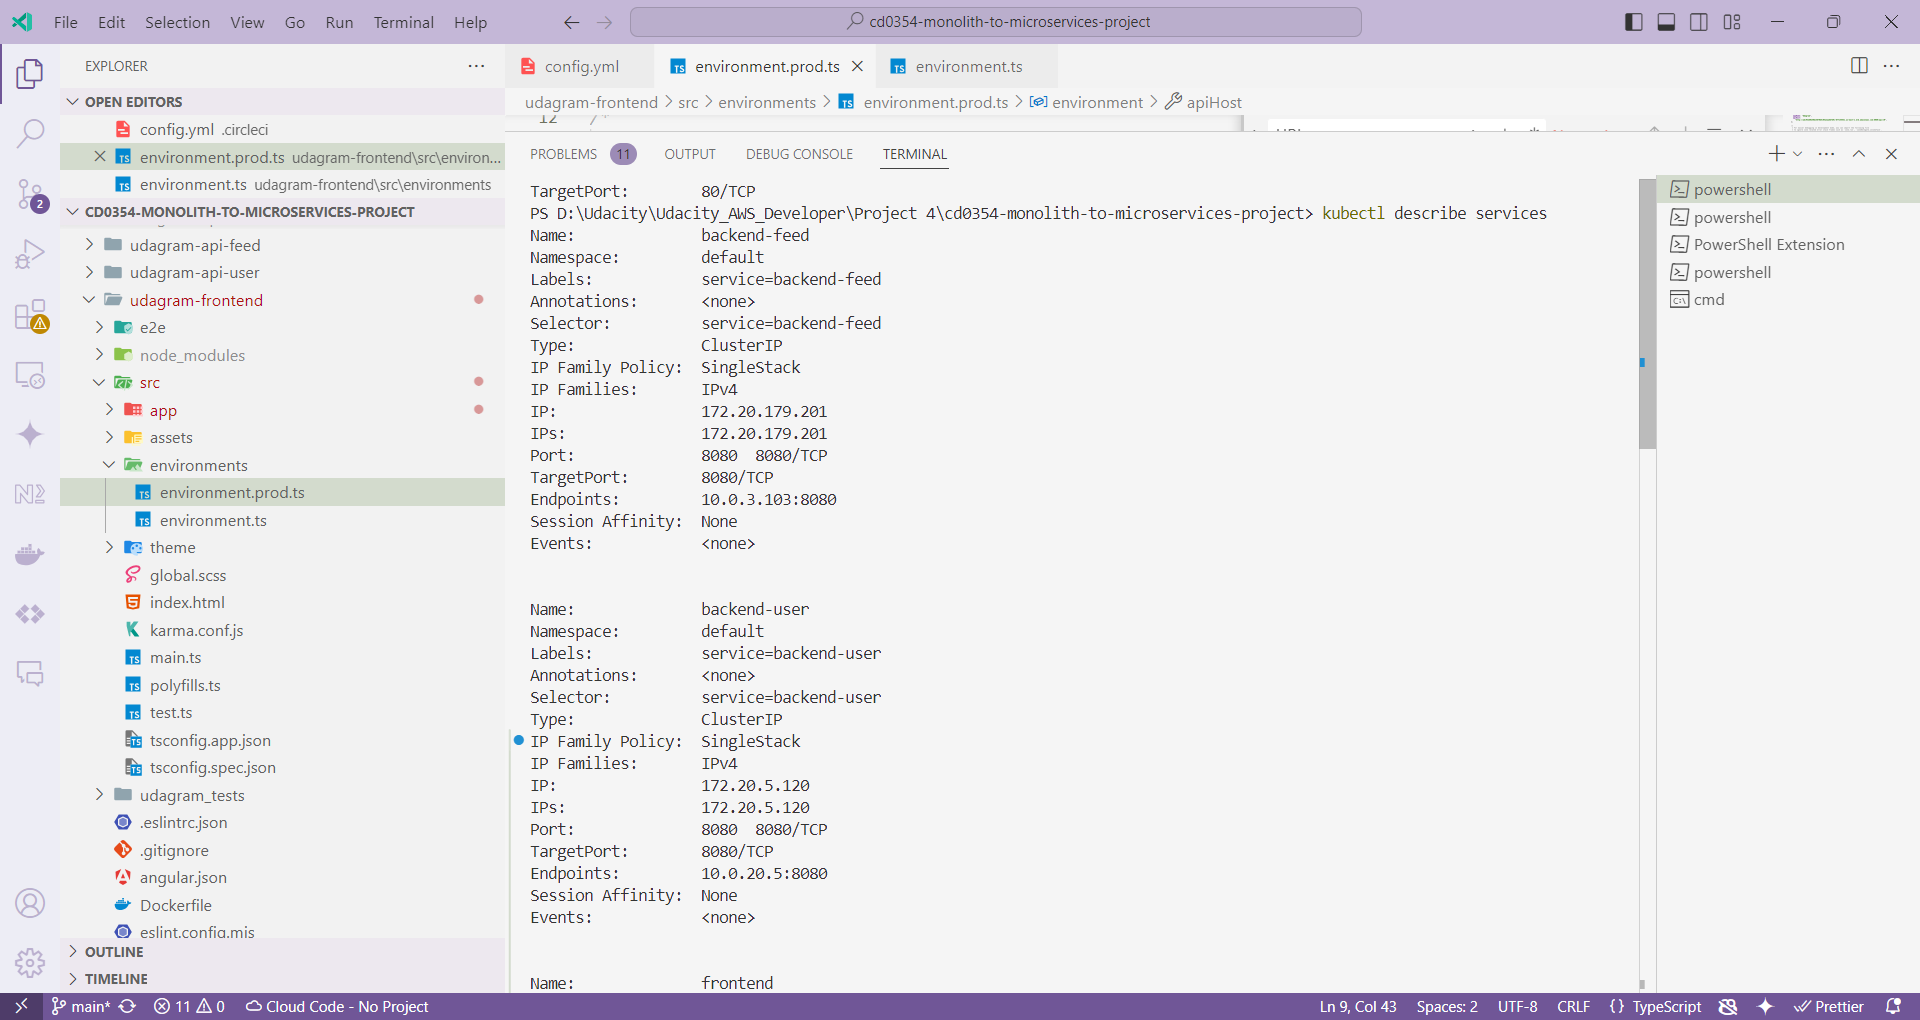 File Edit Selection View Go Run Terminal Help
cd0354-monolith-to-microservices-project
EXPLORER
OPEN EDITORS
config.yml .circleci
environment.prod.ts udagram-frontend\src\environ...
environment.ts udagram-frontend\src\environments
CD0354-MONOLITH-TO-MICROSERVICES-PROJECT
udagram-api-feed
udagram-api-user
udagram-frontend
e2e
node_modules
src
app
assets
environments
environment.prod.ts
environment.ts
theme
global.scss
index.html
karma.conf.js
main.ts
polyfills.ts
test.ts
tsconfig.app.json
tsconfig.spec.json
udagram_tests
.eslintrc.json
.gitignore
angular.json
Dockerfile
eslint.config.mjs
OUTLINE
TIMELINE
2
config.yml
environment.prod.ts
environment.ts
udagram-frontend > src > environments > environment.prod.ts > environment > apiHost
12 /*
PROBLEMS 11 OUTPUT DEBUG CONSOLE TERMINAL
TargetPort: 80/TCP
PS D:\Udacity\Udacity_AWS_Developer\Project 4\cd0354-monolith-to-microservices-project> kubectl describe services
Name: backend-feed
Namespace: default
Labels: service=backend-feed
Annotations: <none>
Selector: service=backend-feed
Type: ClusterIP
IP Family Policy: SingleStack
IP Families: IPv4
IP: 172.20.179.201
IPs: 172.20.179.201
Port: 8080 8080/TCP
TargetPort: 8080/TCP
Endpoints: 10.0.3.103:8080
Session Affinity: None
Events: <none>
Name: backend-user
Namespace: default
Labels: service=backend-user
Annotations: <none>
Selector: service=backend-user
Type: ClusterIP
IP Family Policy: SingleStack
IP Families: IPv4
IP: 172.20.5.120
IPs: 172.20.5.120
Port: 8080 8080/TCP
TargetPort: 8080/TCP
Endpoints: 10.0.20.5:8080
Session Affinity: None
Events: <none>
Name: frontend
powershell
powershell
PowerShell Extension
powershell
cmd
main* 11 0 Cloud Code - No Project
Ln 9, Col 43 Spaces: 2 UTF-8 CRLF {} TypeScript Prettier